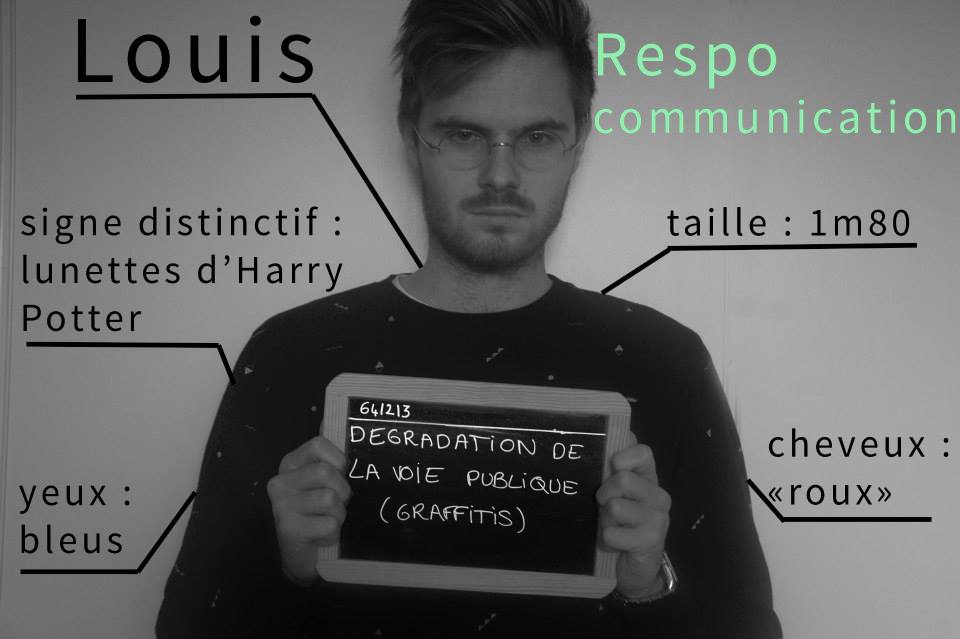 Louis
Respo
communication
signe distinctif :
lunettes d’Harry
Potter
taille : 1m80
641213
DEGRADATION DE
LA VOIE PUBLIQUE
(GRAFFITIS)
cheveux :
«roux»
yeux :
bleus